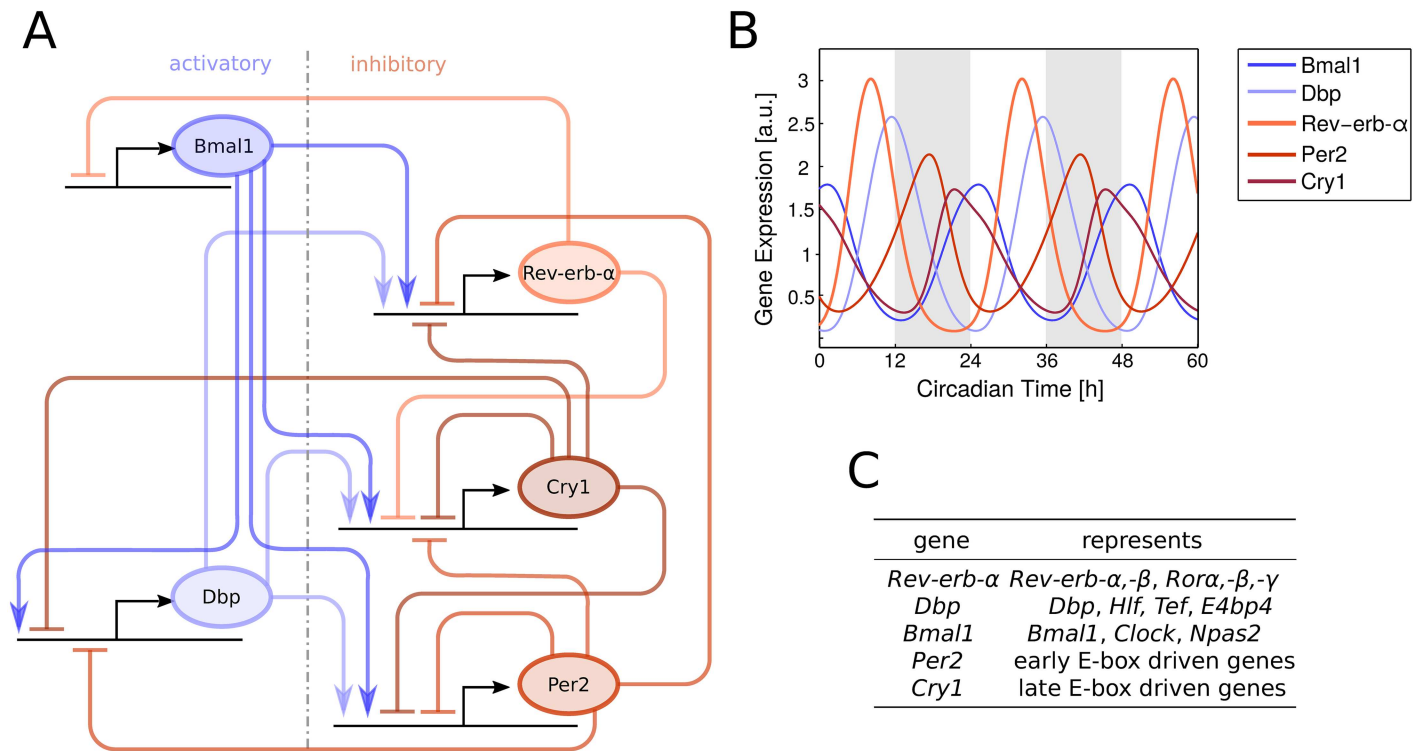 A
activatory
inhibitory
Bmal1
Rev-erb-α
Cry1
Dbp
Per2
B
Gene Expression [a.u.]
3
2.5
2
1.5
1
0.5
0
12
24
36
48
60
Circadian Time [h]
Bmal1
Dbp
Rev−erb-α
Per2
Cry1
C
gene represents
Rev-erb-α Rev-erb-α,-β, Rorα,-β,-γ
Dbp Dbp, Hlf, Tef, E4bp4
Bmal1 Bmal1, Clock, Npas2
Per2 early E-box driven genes
Cry1 late E-box driven genes